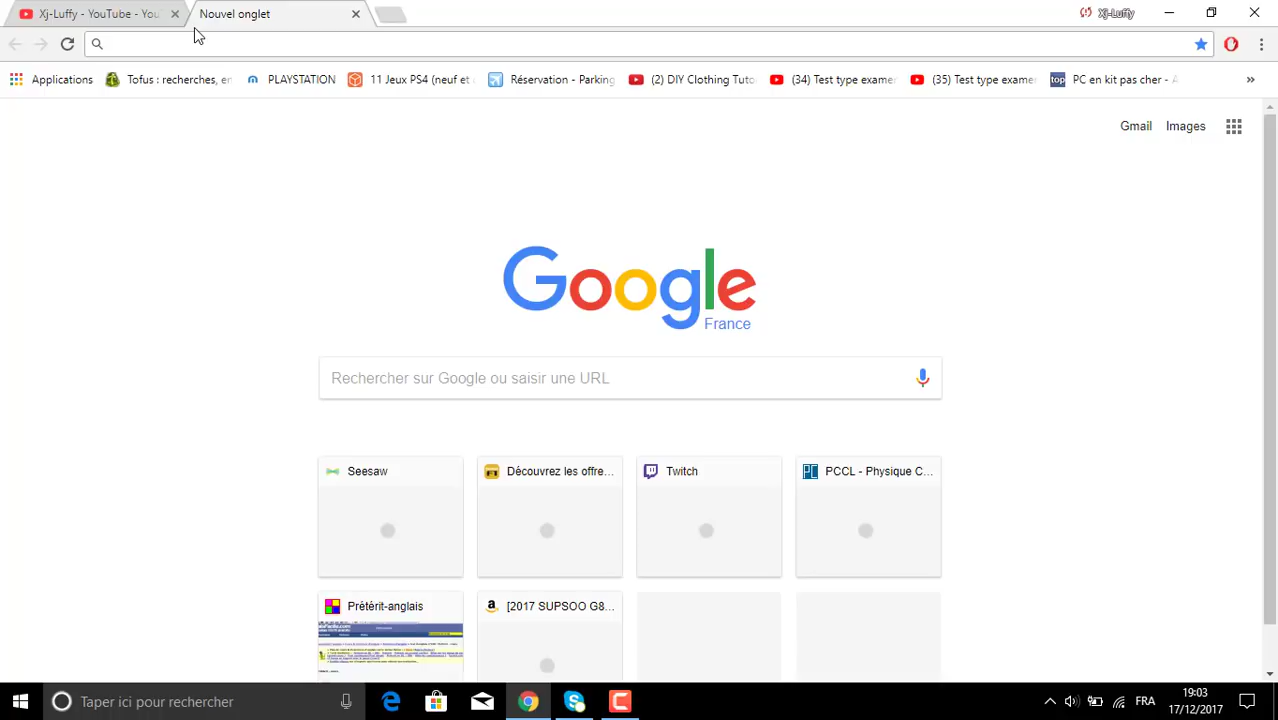 Xj-Luffy - YouTube - You
Nouvel onglet
Xj-Luffy
Applications
Tofus : recherches, en
PLAYSTATION
11 Jeux PS4 (neuf et
Réservation - Parking
(2) DIY Clothing Tuto
(34) Test type examen
(35) Test type examen
PC en kit pas cher - A
Gmail Images
Google
France
Rechercher sur Google ou saisir une URL
Seesaw
Découvrez les offre...
Twitch
PCCL - Physique C...
Prétérit-anglais
[2017 SUPSOO G8...
Taper ici pour rechercher
FRA
19:03
17/12/2017